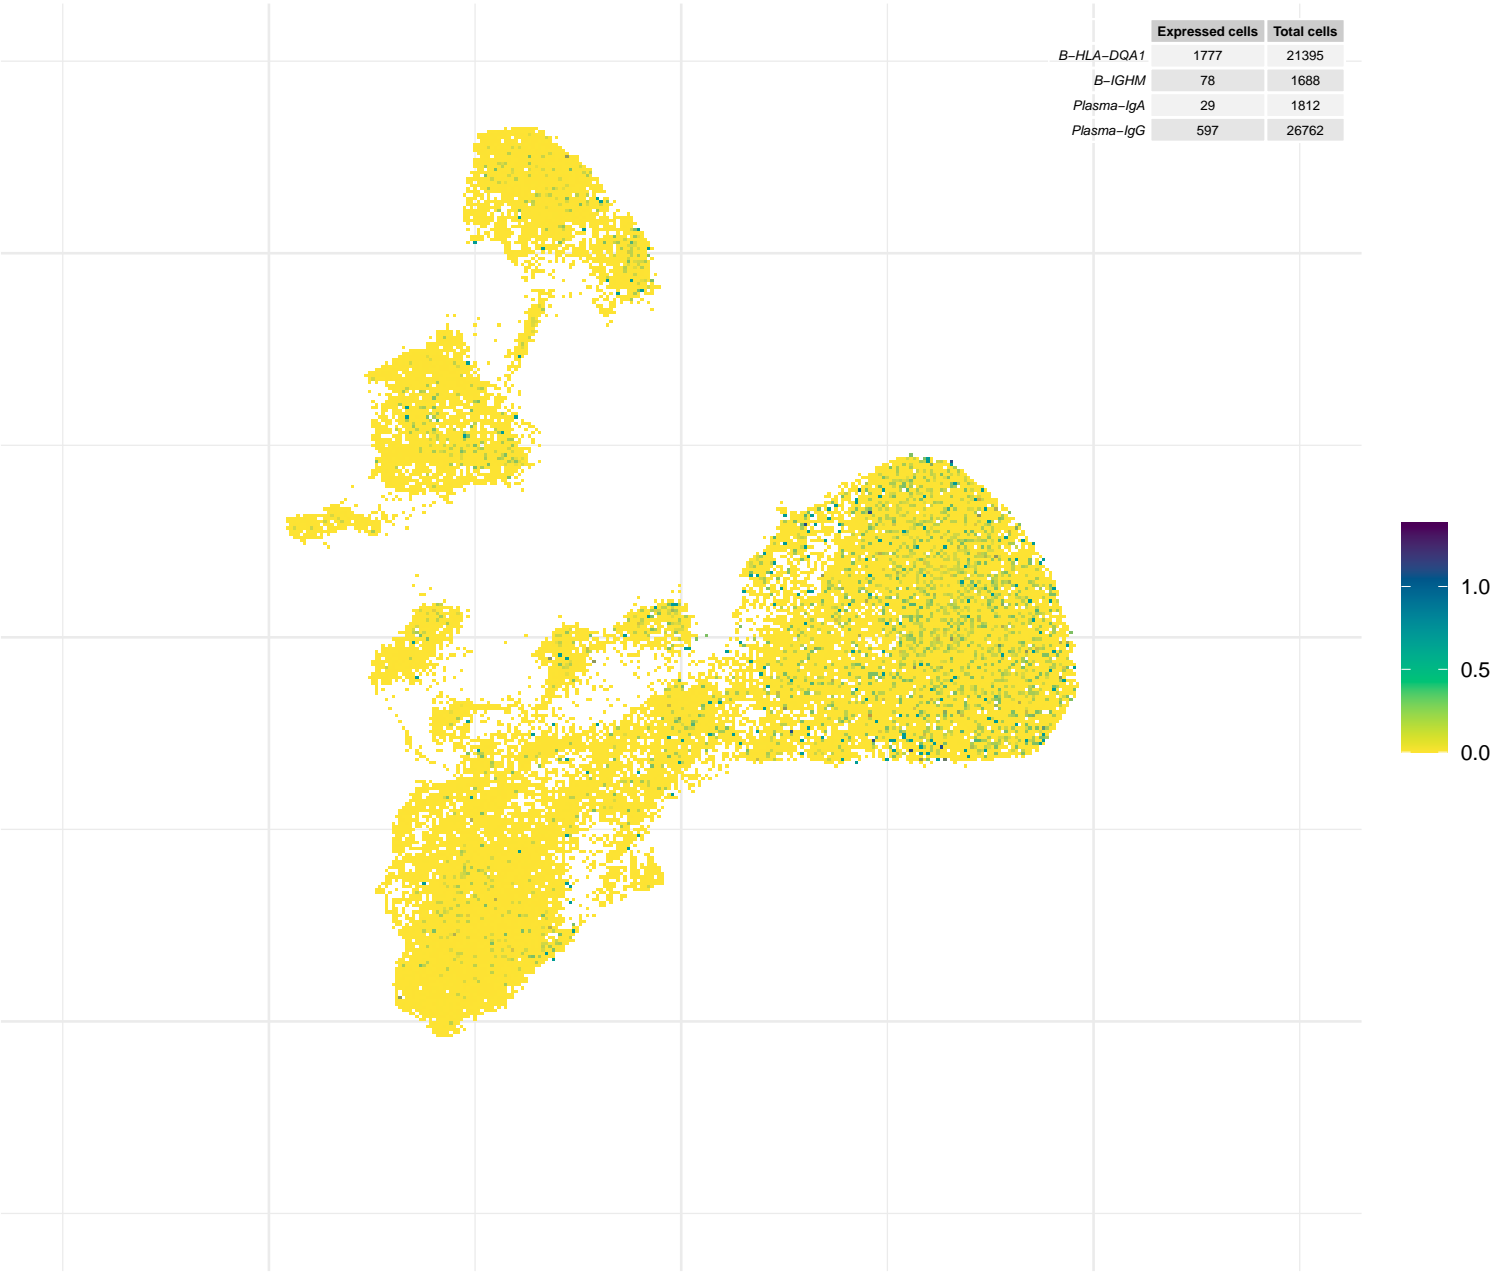 Expressed cells Total cells
B−HLA−DQA1 1777 21395
B−IGHM 78 1688
Plasma−IgA 29 1812
Plasma−IgG 597 26762
1.0
0.5
0.0